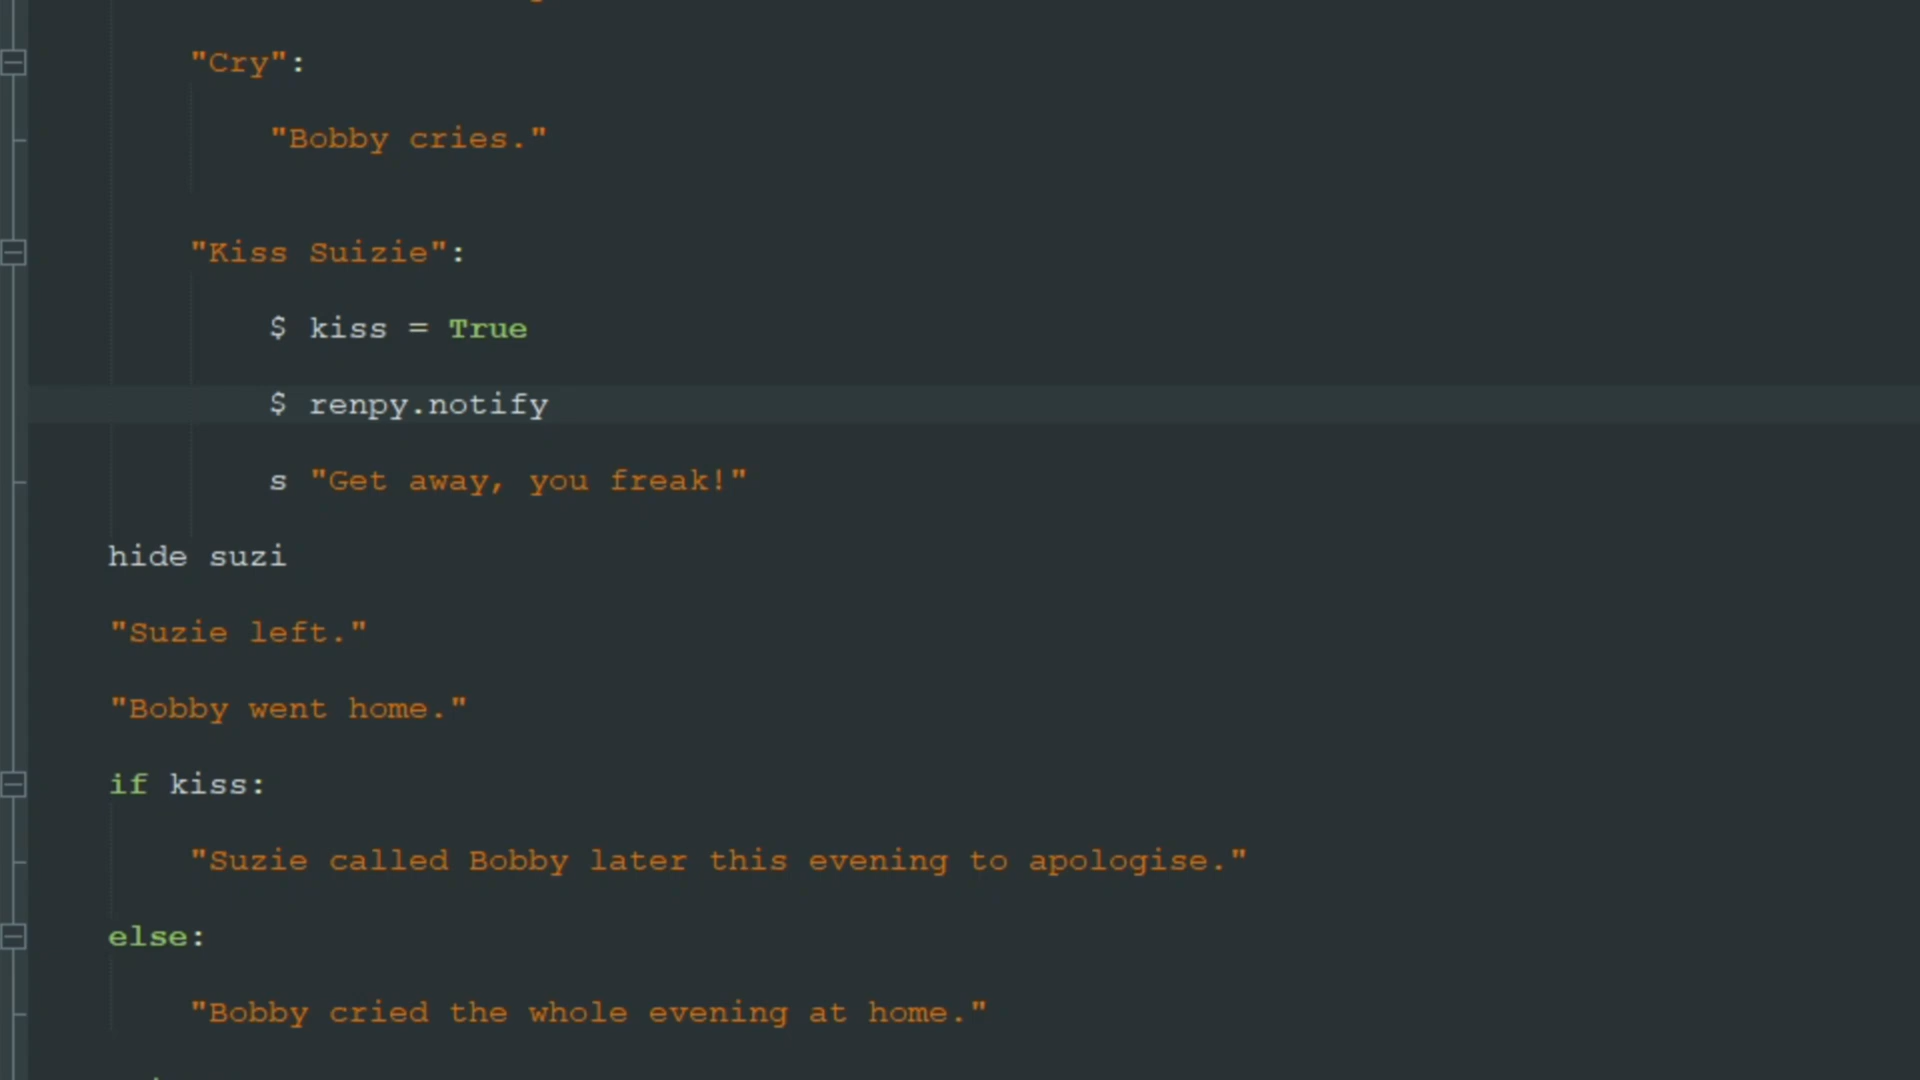 "Cry":
"Bobby cries."
"Kiss Suizie":
$ kiss = True
$ renpy.notify
s "Get away, you freak!"
hide suzi
"Suzie left."
"Bobby went home."
if kiss:
"Suzie called Bobby later this evening to apologise."
else:
"Bobby cried the whole evening at home."